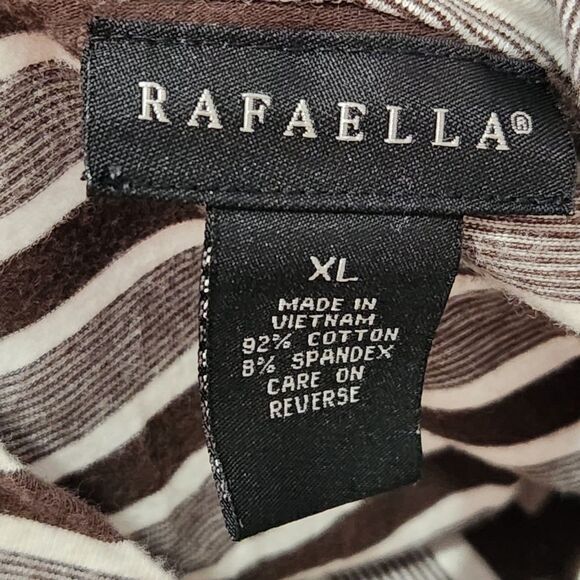 RAFAELLA®
XL
MADE IN
VIETNAM
92% COTTON
8% SPANDEX
CARE ON
REVERSE